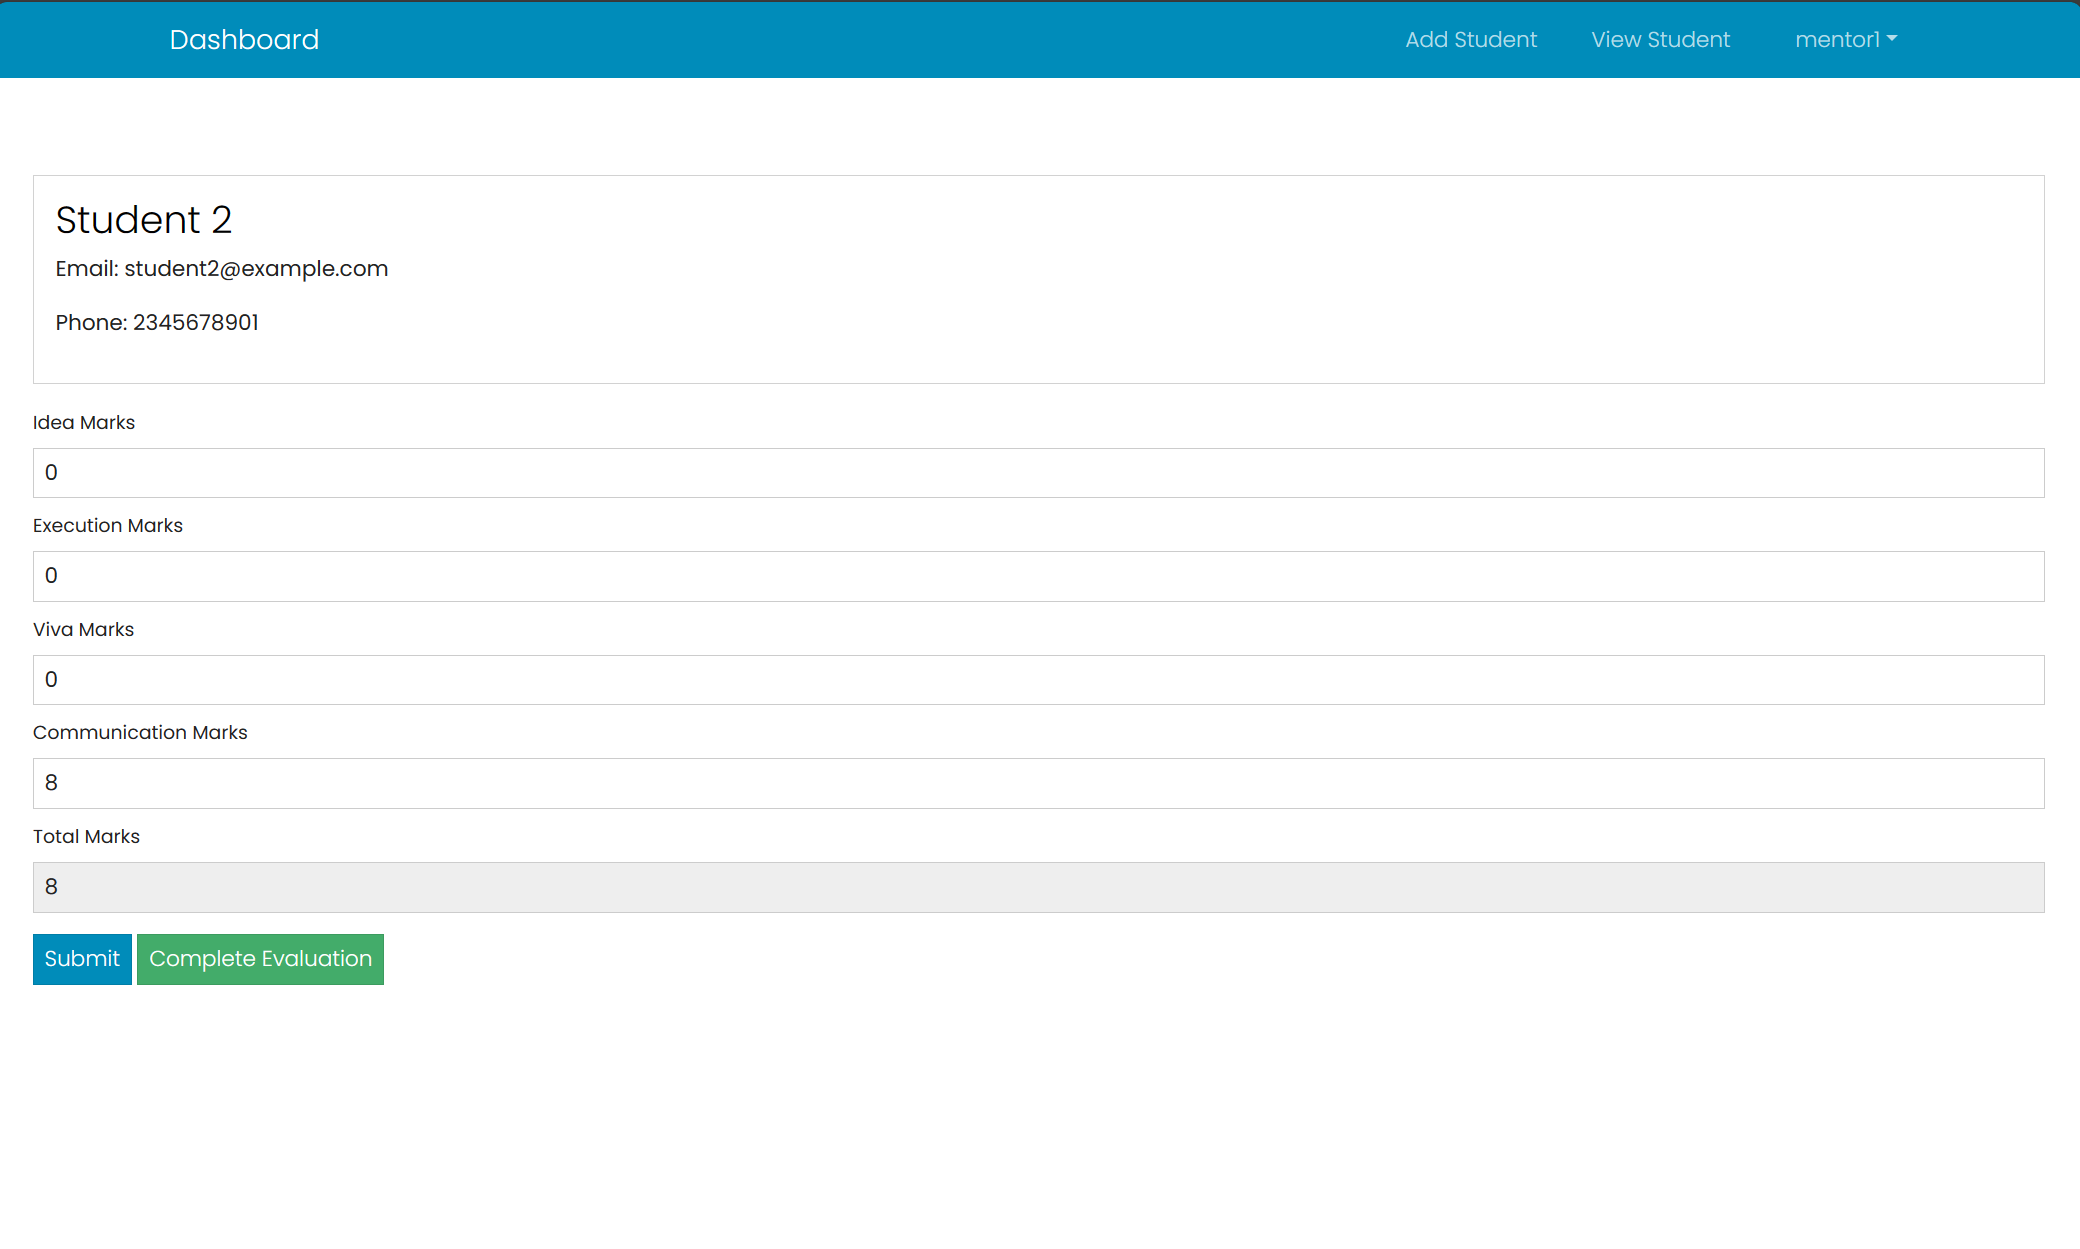 Dashboard Add Student View Student mentor1
Student 2
Email: student2@example.com
Phone: 2345678901
Idea Marks
0
Execution Marks
0
Viva Marks
0
Communication Marks
8
Total Marks
8
Submit Complete Evaluation